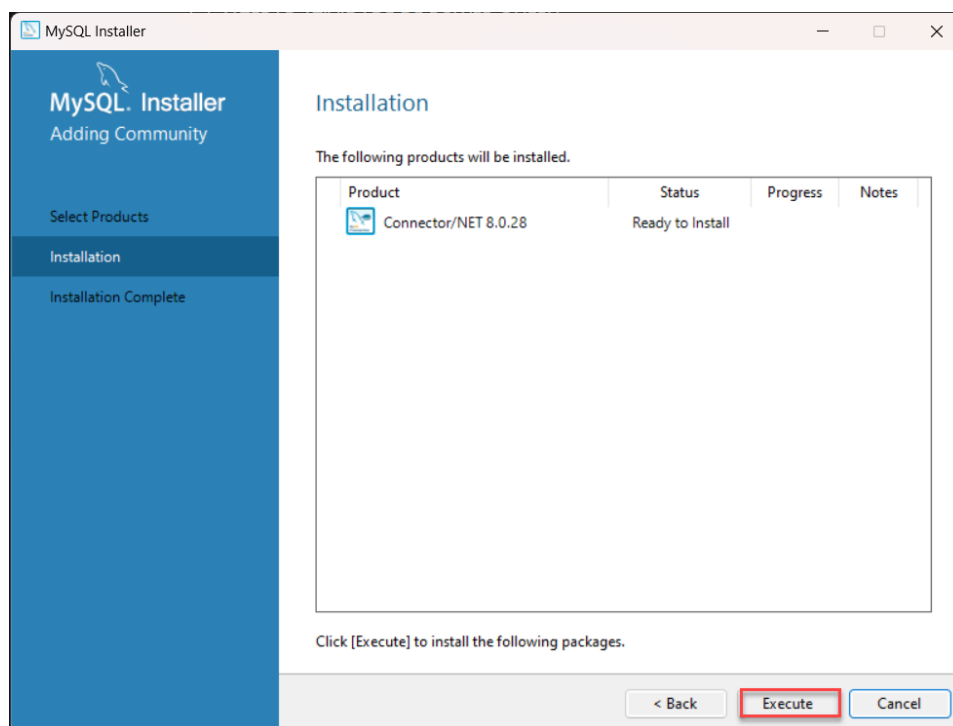 MySQL Installer
MySQL. Installer
Adding Community
Select Products
Installation
Installation Complete
Installation
The following products will be installed.
Product Status Progress Notes
Connector/NET 8.0.28 Ready to Install
Click [Execute] to install the following packages.
< Back Execute Cancel